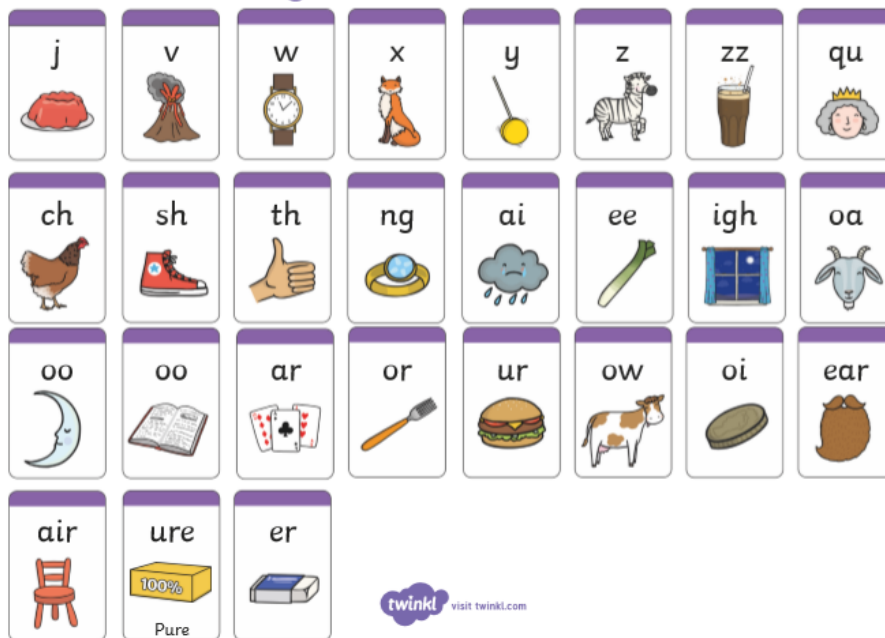 j v w x y z zz qu
ch sh th ng ai ee igh oa
oo oo ar or ur ow oi ear
air ure er
100%
twinkl visit twinkl.com
Pure